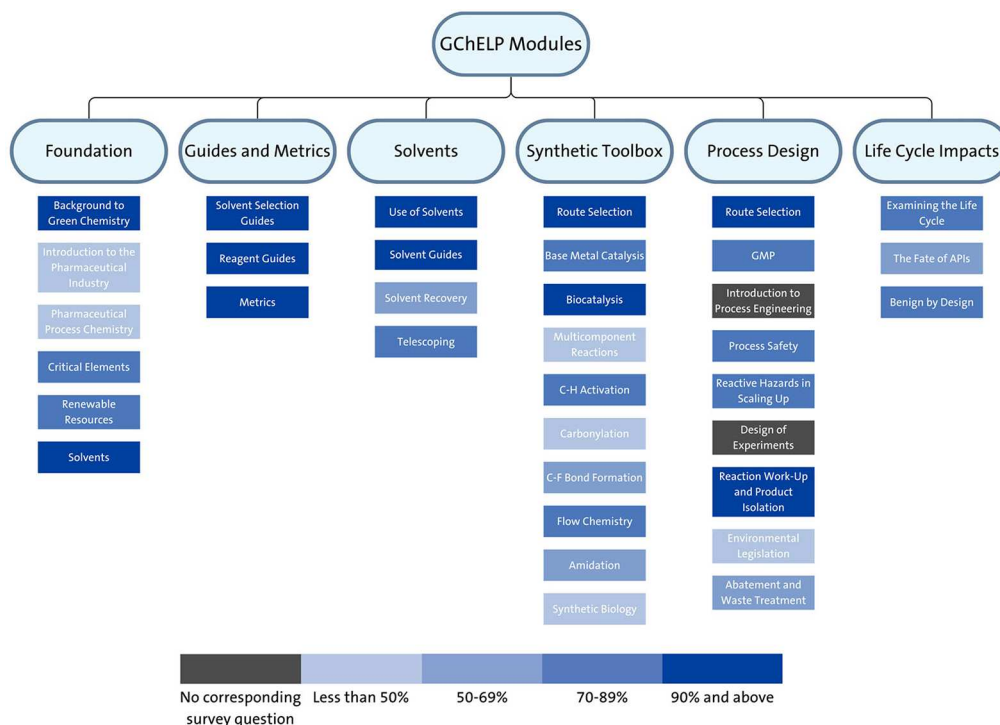 GChELP Modules
Foundation
Guides and Metrics
Solvents
Synthetic Toolbox
Process Design
Life Cycle Impacts
Background to
Green Chemistry
Introduction to the
Pharmaceutical
Industry
Pharmaceutical
Process Chemistry
Critical Elements
Renewable
Resources
Solvents
Solvent Selection
Guides
Reagent Guides
Metrics
Use of Solvents
Solvent Guides
Solvent Recovery
Telescoping
Route Selection
Base Metal Catalysis
Biocatalysis
Multicomponent
Reactions
C-H Activation
Carbonylation
C-F Bond Formation
Flow Chemistry
Amidation
Synthetic Biology
Route Selection
GMP
Introduction to
Process Engineering
Process Safety
Reactive Hazards in
Scaling Up
Design of
Experiments
Reaction Work-Up
and Product
Isolation
Environmental
Legislation
Abatement and
Waste Treatment
Examining the Life
Cycle
The Fate of APIs
Benign by Design
No corresponding
survey question
Less than 50%
50-69%
70-89%
90% and above